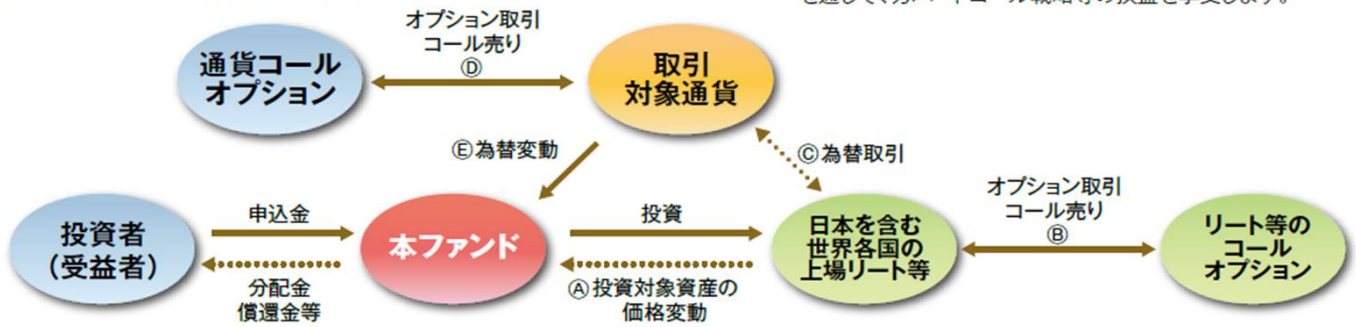 オプション取引
コール売り
Ⓓ
通貨コール
オプション
取引
対象通貨
Ⓔ為替変動
Ⓒ為替取引
オプション取引
コール売り
Ⓑ
投資者
(受益者)
申込金
分配金
償還金等
本ファンド
投資
Ⓐ投資対象資産の
価格変動
日本を含む
世界各国の
上場リート等
リート等の
コール
オプション